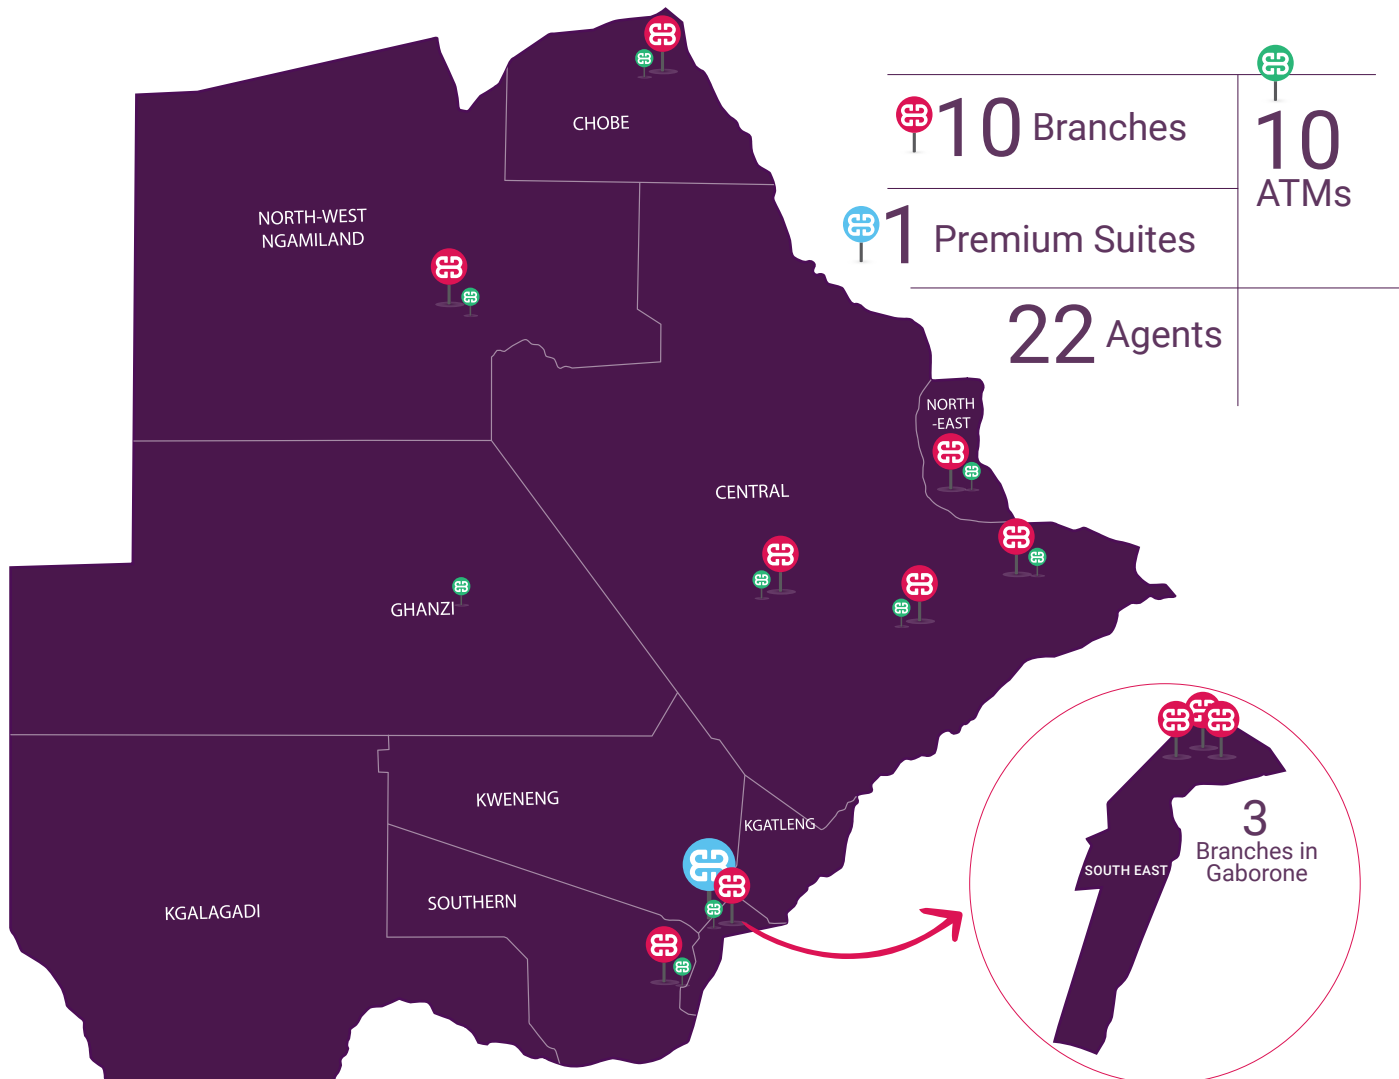 CHOBE
NORTH-WEST
NGAMILAND
10 Branches
10
ATMs
1 Premium Suites
22 Agents
NORTH
-EAST
CENTRAL
GHANZI
KWENENG
KGATLENG
SOUTHERN
KGALAGADI
3
Branches in
Gaborone
SOUTH EAST